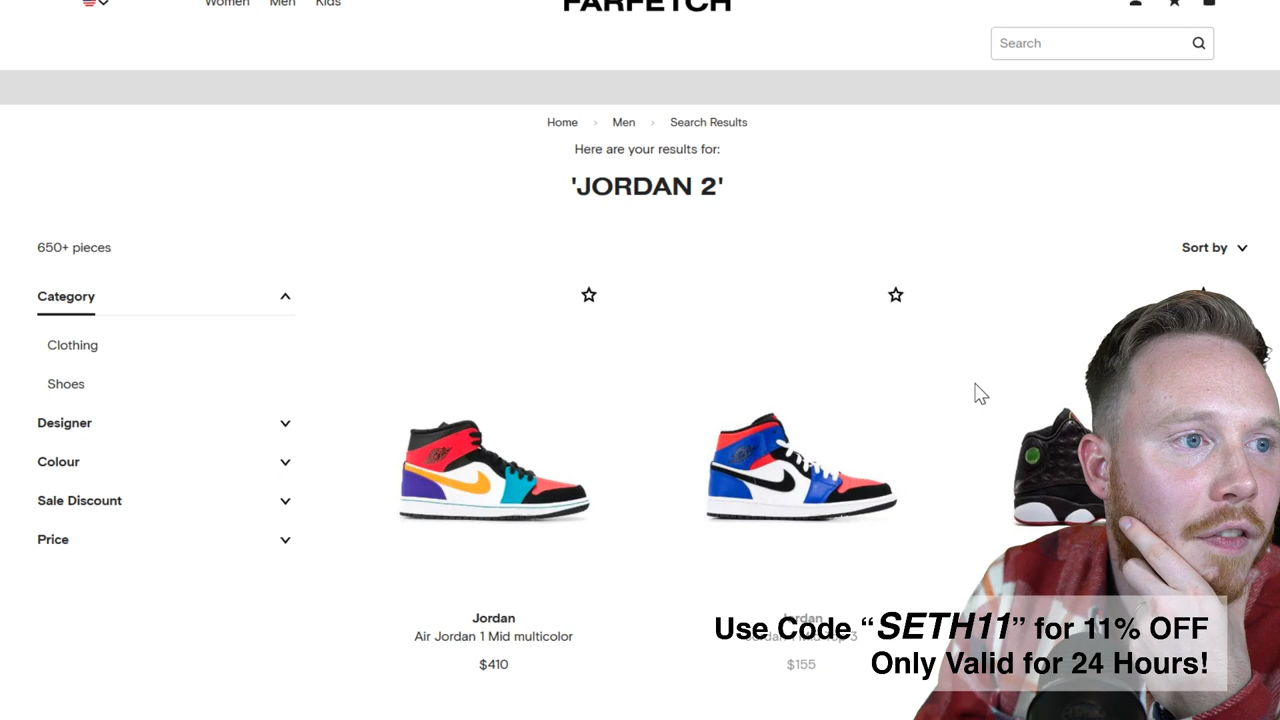 Women Men Kids
FARFETCH
Search
Home > Men > Search Results
Here are your results for:
'JORDAN 2'
650+ pieces
Sort by
Category
Clothing
Shoes
Designer
Colour
Sale Discount
Price
Jordan
Air Jordan 1 Mid multicolor
$410
Jordan
$155
Use Code “SETH11” for 11% OFF
Only Valid for 24 Hours!